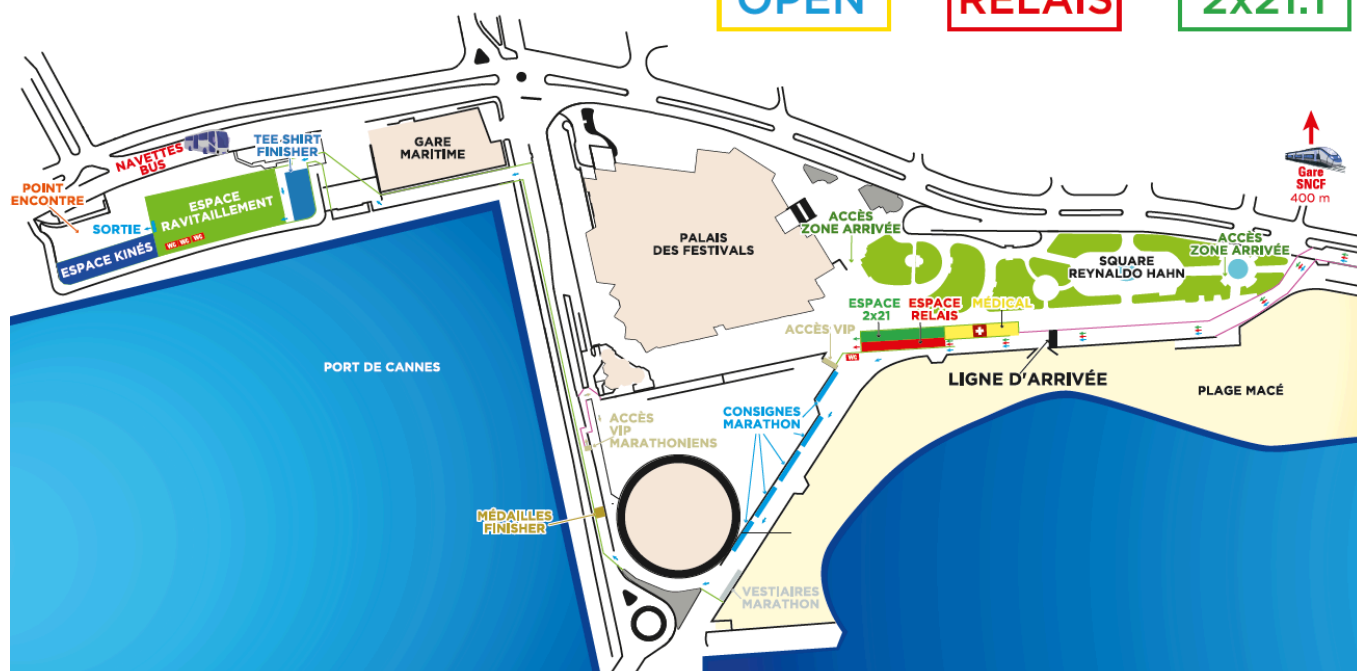 OPEN
RELAIS
2x21.1
NAVETTES
BUS
TEE SHIRT
FINISHER
GARE
MARITIME
POINT
ENCONTRE
ESPACE
RAVITAILLEMENT
SORTIE
WC WC WC
ESPACE KINÉS
PORT DE CANNES
PALAIS
DES FESTIVALS
ACCÈS
ZONE ARRIVÉE
SQUARE
REYNALDO HAHN
ACCÈS
ZONE ARRIVÉE
Gare
SNCF
400 m
ESPACE
2x21
ESPACE
RELAIS
MÉDICAL
ACCÈS VIP
WC
LIGNE D'ARRIVÉE
PLAGE MACÉ
ACCÈS
VIP
MARATHONIENS
CONSIGNES
MARATHON
MÉDAILLES
FINISHER
VESTIAIRES
MARATHON